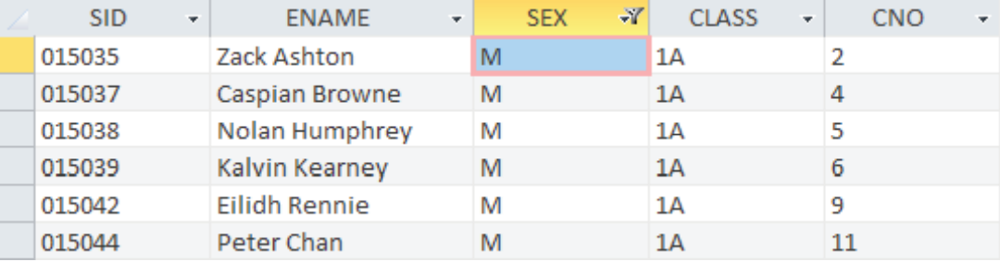 SID ENAME SEX CLASS CNO
015035 Zack Ashton M 1A 2
015037 Caspian Browne M 1A 4
015038 Nolan Humphrey M 1A 5
015039 Kalvin Kearney M 1A 6
015042 Eilidh Rennie M 1A 9
015044 Peter Chan M 1A 11